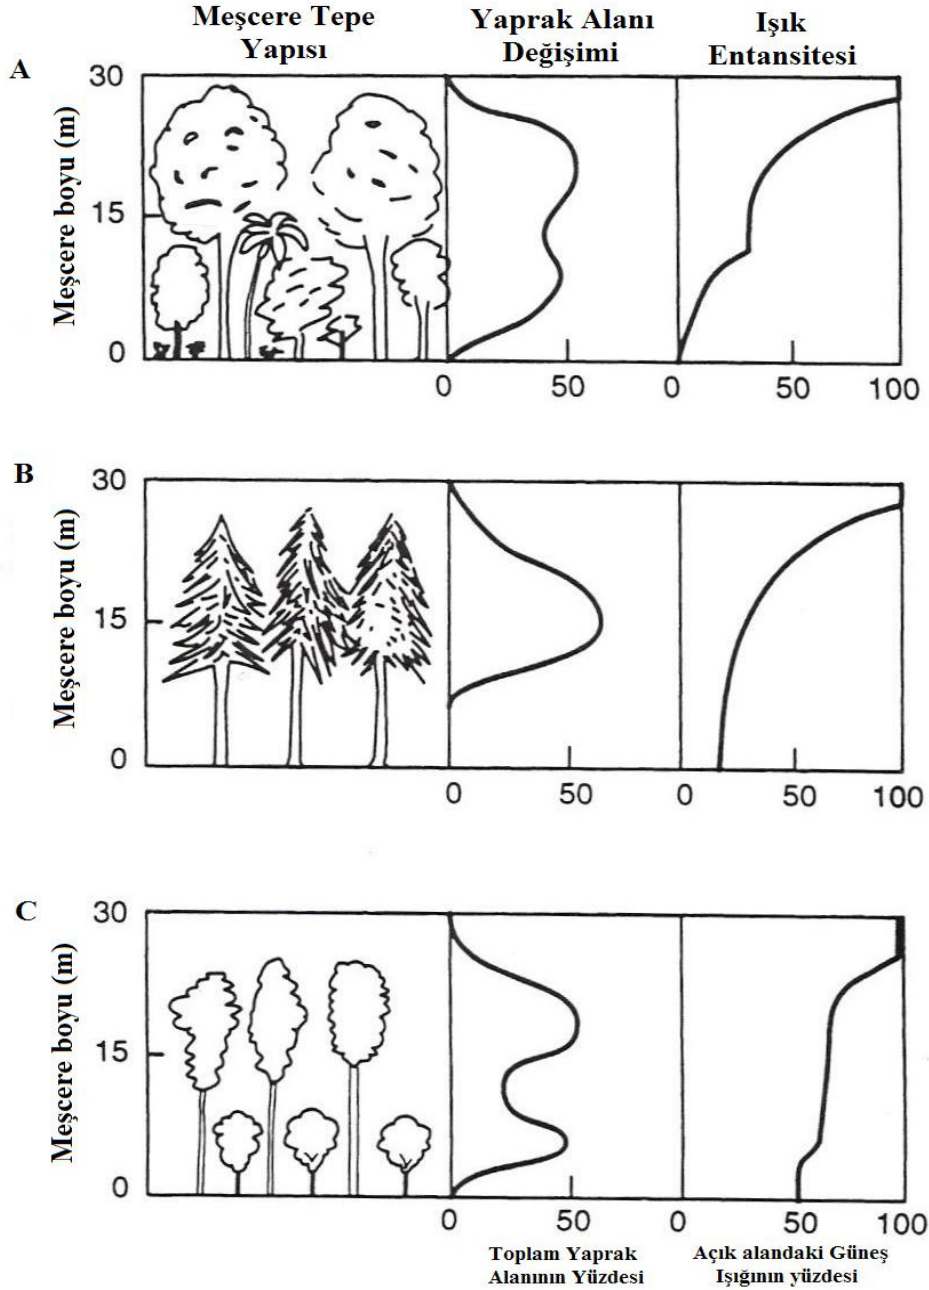 Meşcere Tepe
Yapısı
Yaprak Alanı
Değişimi
Işık
Entansitesi
A
Meşcere boyu (m)
30
15
0
0
50
0
50
100
B
Meşcere boyu (m)
30
15
0
0
50
0
50
100
C
Meşcere boyu (m)
30
15
0
0
50
0
50
100
Toplam Yaprak
Alanının Yüzdesi
Açık alandaki Güneş
Işığının yüzdesi